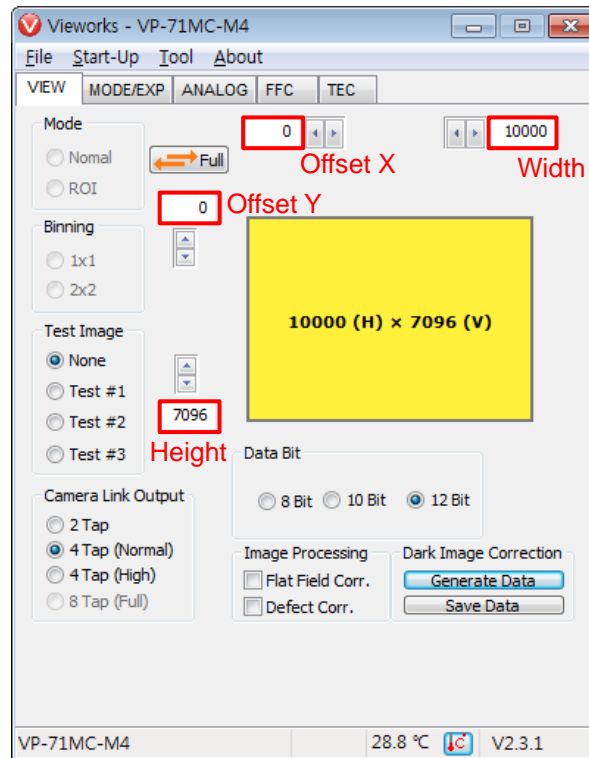 Vieworks - VP-71MC-M4
File Start-Up Tool About
VIEW MODE/EXP ANALOG FFC TEC
Mode
Nomal
ROI
Full
0
Offset X
10000
Width
0
Offset Y
Binning
1x1
2x2
10000 (H) × 7096 (V)
Test Image
None
Test #1
Test #2
Test #3
7096
Height
Data Bit
8 Bit 10 Bit 12 Bit
Camera Link Output
2 Tap
4 Tap (Normal)
4 Tap (High)
8 Tap (Full)
Image Processing
Flat Field Corr.
Defect Corr.
Dark Image Correction
Generate Data
Save Data
VP-71MC-M4 28.8 ℃ C V2.3.1